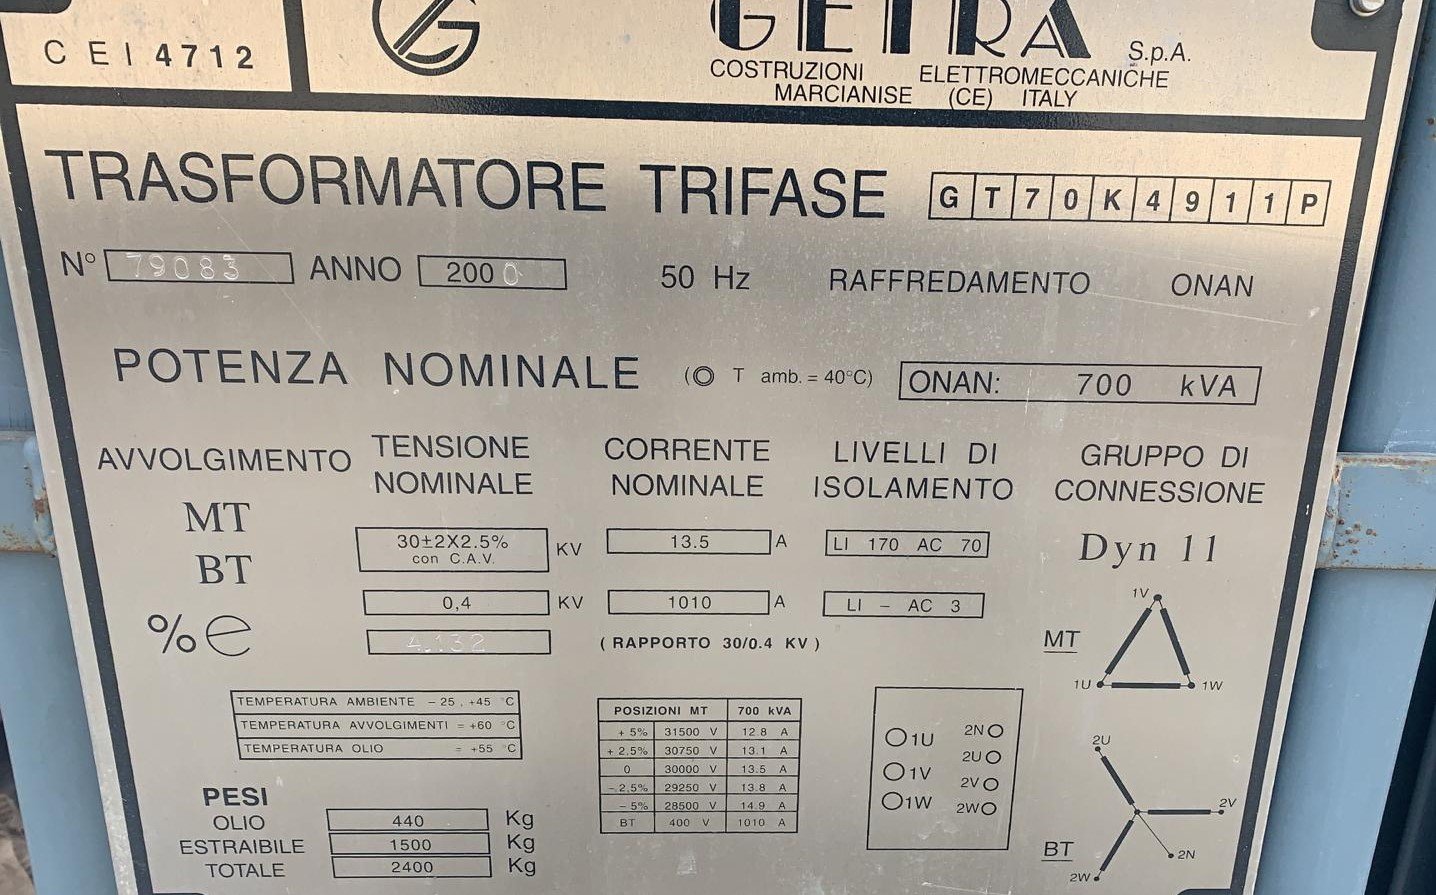 CEI 4712
GETRA S.p.A.
COSTRUZIONI ELETTROMECCANICHE
MARCIANISE (CE) ITALY
TRASFORMATORE TRIFASE GT70K4911P
N° 79083 ANNO 2000 50 Hz RAFFREDAMENTO ONAN
POTENZA NOMINALE (O T amb. = 40°C) ONAN: 700 kVA
AVVOLGIMENTO
TENSIONE
NOMINALE
CORRENTE
NOMINALE
LIVELLI DI
ISOLAMENTO
GRUPPO DI
CONNESSIONE
MT
30±2X2.5%
con C.A.V.
KV
13.5 A
LI 170 AC 70
Dyn 11
BT
0,4 KV
1010 A
LI – AC 3
%e
4.132
( RAPPORTO 30/0.4 KV )
MT
1V
1U
1W
TEMPERATURA AMBIENTE – 25 , +45 °C
TEMPERATURA AVVOLGIMENTI = +60 °C
TEMPERATURA OLIO = +55 °C
POSIZIONI MT 700 kVA
+ 5% 31500 V 12.8 A
+ 2.5% 30750 V 13.1 A
0 30000 V 13.5 A
– 2.5% 29250 V 13.8 A
– 5% 28500 V 14.9 A
BT 400 V 1010 A
1U
1V
1W
2N
2U
2V
2W
BT
2U
2V
2N
2W
PESI
OLIO 440 Kg
ESTRAIBILE 1500 Kg
TOTALE 2400 Kg